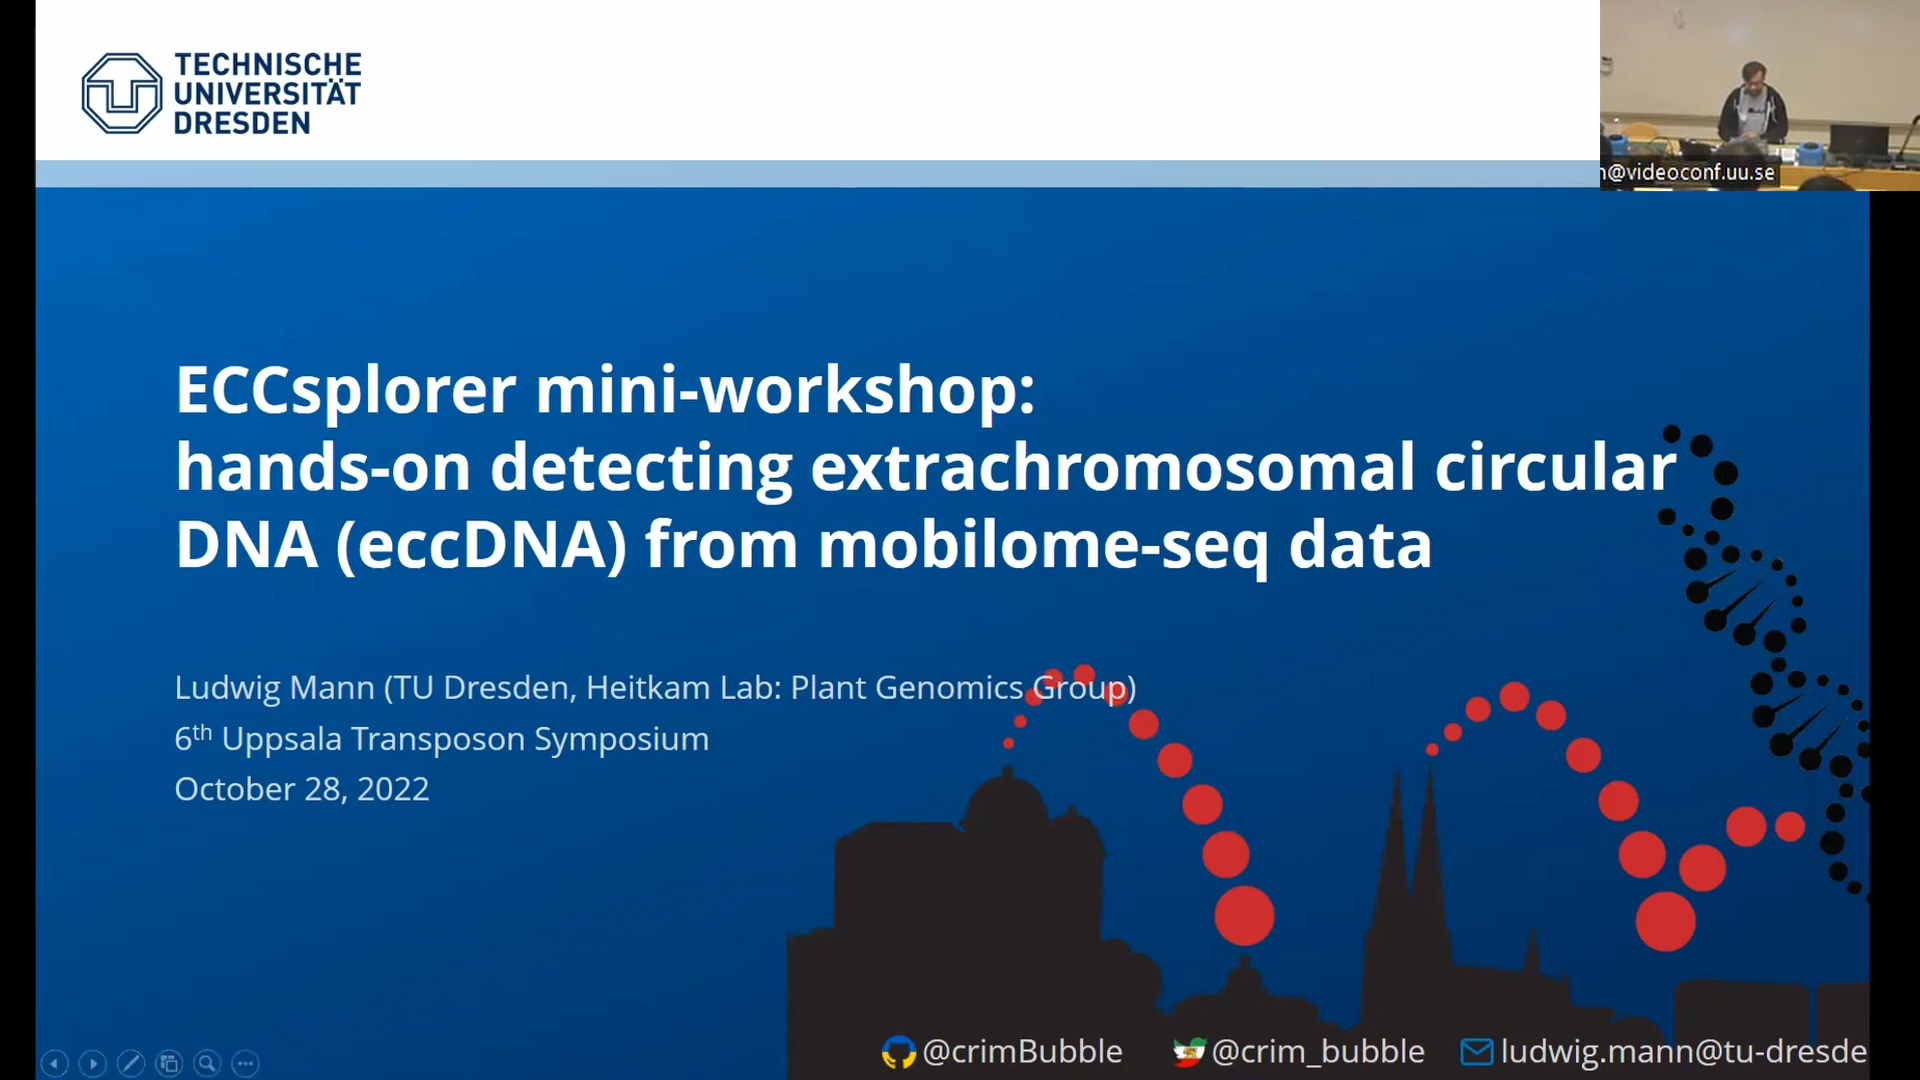 TECHNISCHE
UNIVERSITÄT
DRESDEN
n@videoconf.uu.se
ECCsplorer mini-workshop:
hands-on detecting extrachromosomal circular
DNA (eccDNA) from mobilome-seq data
Ludwig Mann (TU Dresden, Heitkam Lab: Plant Genomics Group)
6th Uppsala Transposon Symposium
October 28, 2022
@crimBubble @crim_bubble ludwig.mann@tu-dresde